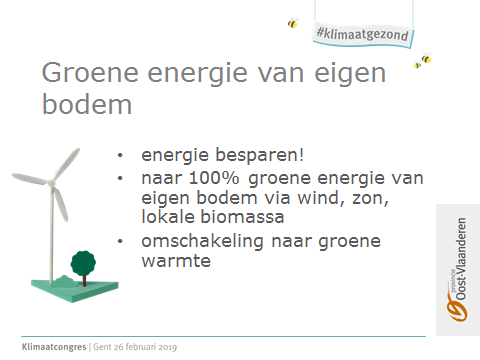 #klimaatgezond
Groene energie van eigen
bodem
• energie besparen!
• naar 100% groene energie van
eigen bodem via wind, zon,
lokale biomassa
• omschakeling naar groene
warmte
provincie
Oost-Vlaanderen
Klimaatcongres | Gent 26 februari 2019